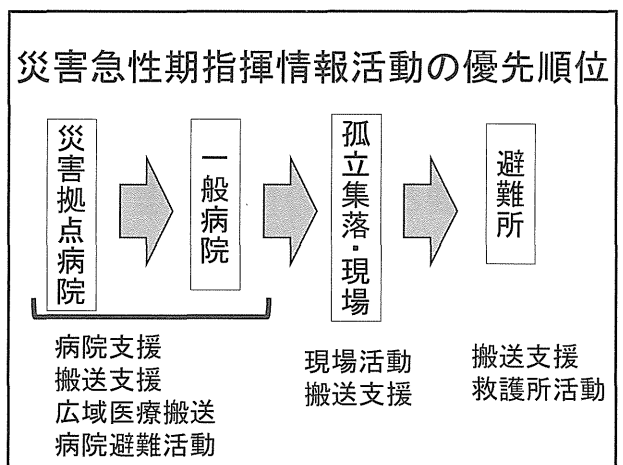 災害急性期指揮情報活動の優先順位
災害拠点病院
一般病院
孤立集落・現場
避難所
病院支援
搬送支援
広域医療搬送
病院避難活動
現場活動
搬送支援
搬送支援
救護所活動